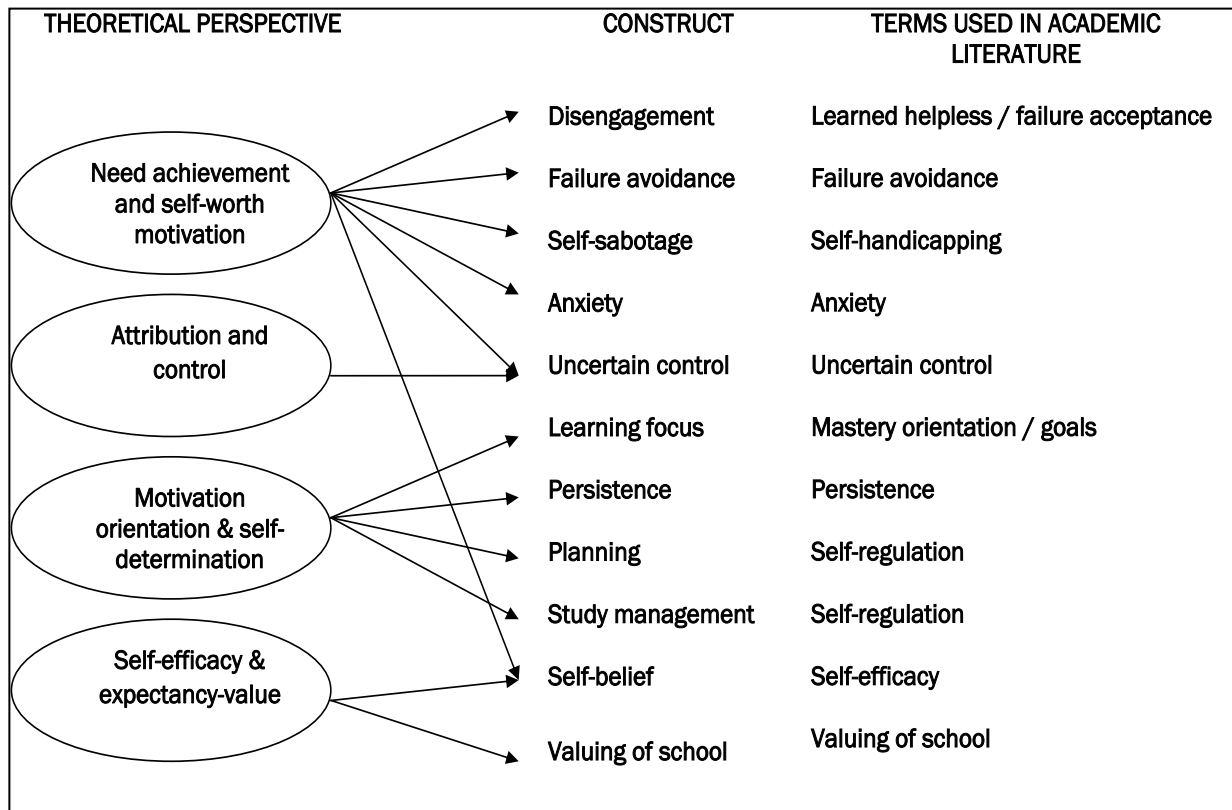 THEORETICAL PERSPECTIVE CONSTRUCT TERMS USED IN ACADEMIC
LITERATURE
Need achievement
and self-worth
motivation
Attribution and
control
Motivation
orientation & self-
determination
Self-efficacy &
expectancy-value
Disengagement Learned helpless / failure acceptance
Failure avoidance Failure avoidance
Self-sabotage Self-handicapping
Anxiety Anxiety
Uncertain control Uncertain control
Learning focus Mastery orientation / goals
Persistence Persistence
Planning Self-regulation
Study management Self-regulation
Self-belief Self-efficacy
Valuing of school Valuing of school